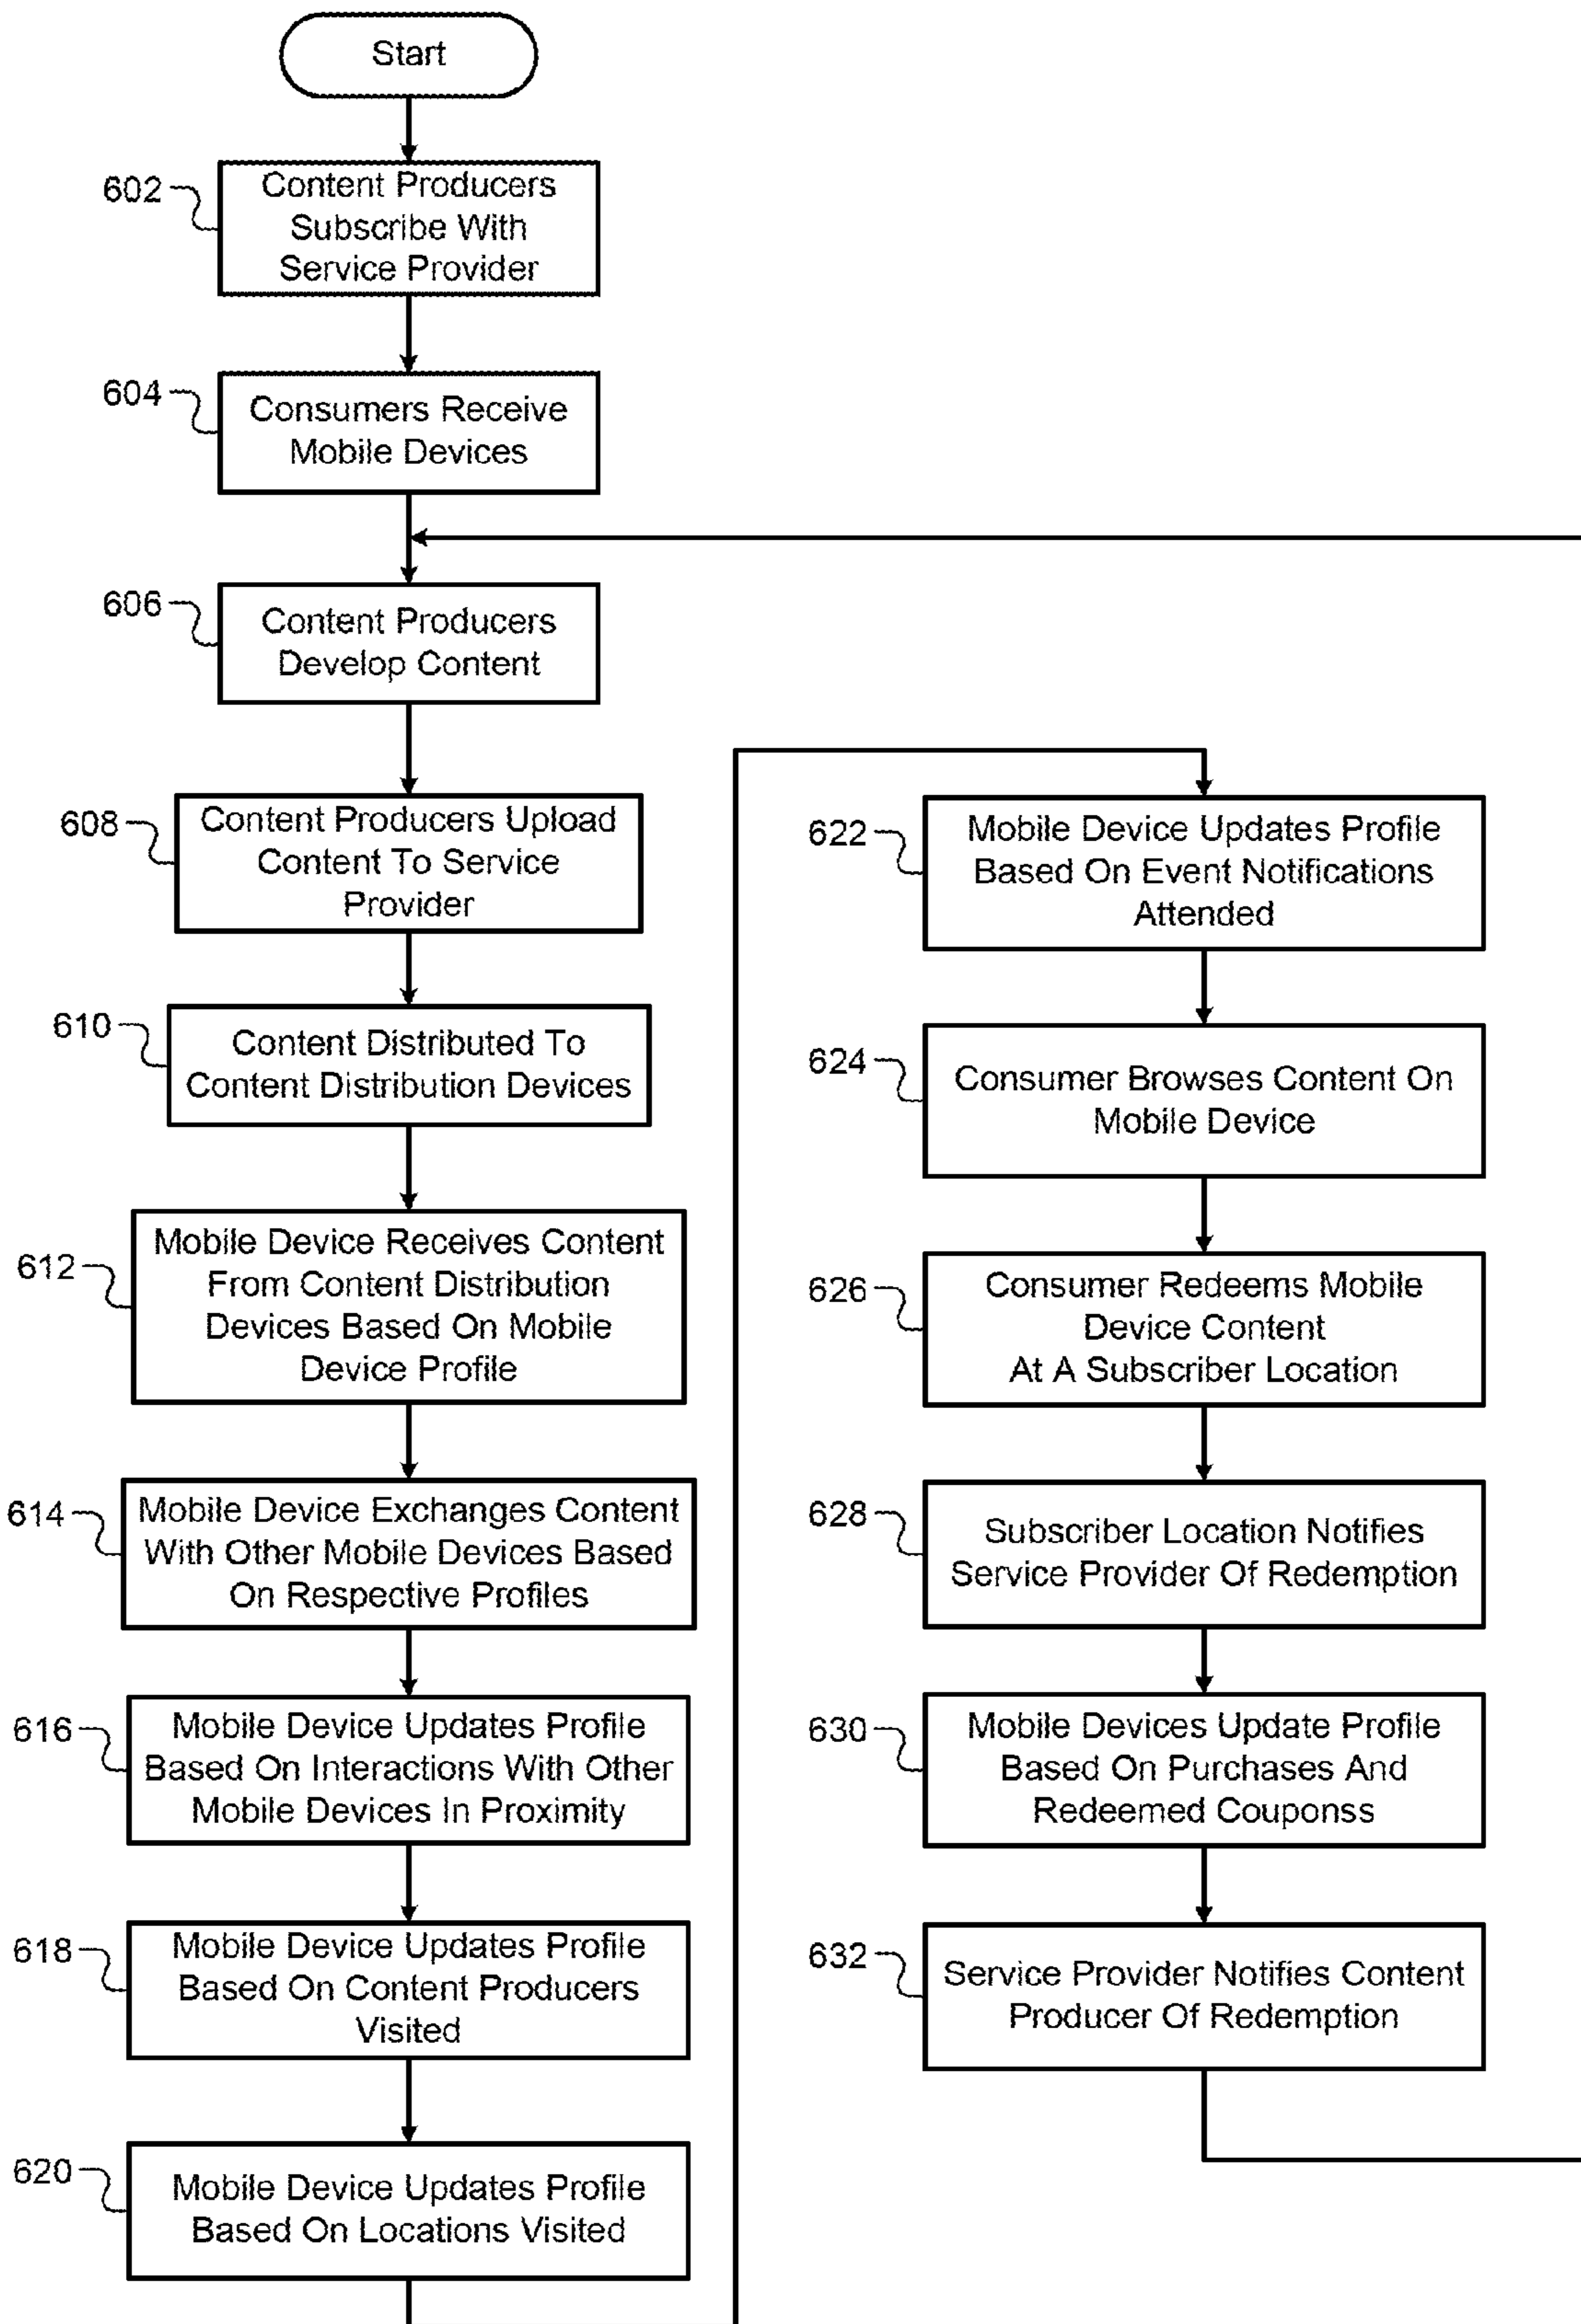 Start
602
Content Producers
Subscribe With
Service Provider
604
Consumers Receive
Mobile Devices
606
Content Producers
Develop Content
608
Content Producers Upload
Content To Service
Provider
610
Content Distributed To
Content Distribution Devices
612
Mobile Device Receives Content
From Content Distribution
Devices Based On Mobile
Device Profile
614
Mobile Device Exchanges Content
With Other Mobile Devices Based
On Respective Profiles
616
Mobile Device Updates Profile
Based On Interactions With Other
Mobile Devices In Proximity
618
Mobile Device Updates Profile
Based On Content Producers
Visited
620
Mobile Device Updates Profile
Based On Locations Visited
622
Mobile Device Updates Profile
Based On Event Notifications
Attended
624
Consumer Browses Content On
Mobile Device
626
Consumer Redeems Mobile
Device Content
At A Subscriber Location
628
Subscriber Location Notifies
Service Provider Of Redemption
630
Mobile Devices Update Profile
Based On Purchases And
Redeemed Couponss
632
Service Provider Notifies Content
Producer Of Redemption